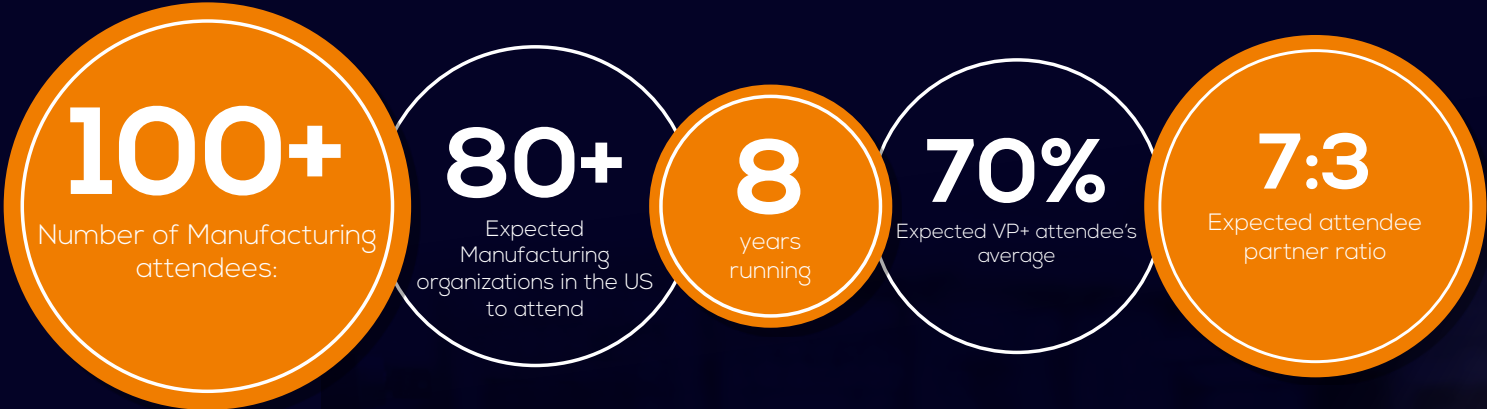 100+
Number of Manufacturing
attendees:
80+
Expected
Manufacturing
organizations in the US
to attend
8
years
running
70%
Expected VP+ attendee's
average
7:3
Expected attendee
partner ratio